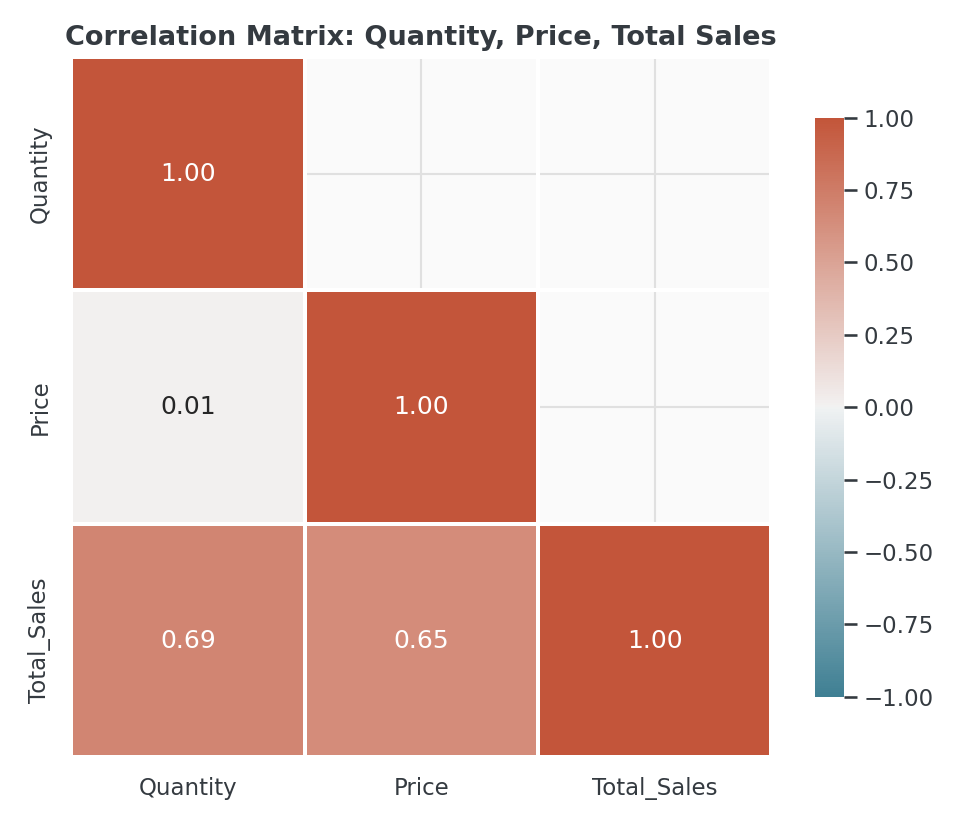 Correlation Matrix: Quantity, Price, Total Sales
Quantity
1.00
Price
0.01
1.00
Total_Sales
0.69
0.65
1.00
Quantity
Price
Total_Sales
1.00
0.75
0.50
0.25
0.00
−0.25
−0.50
−0.75
−1.00